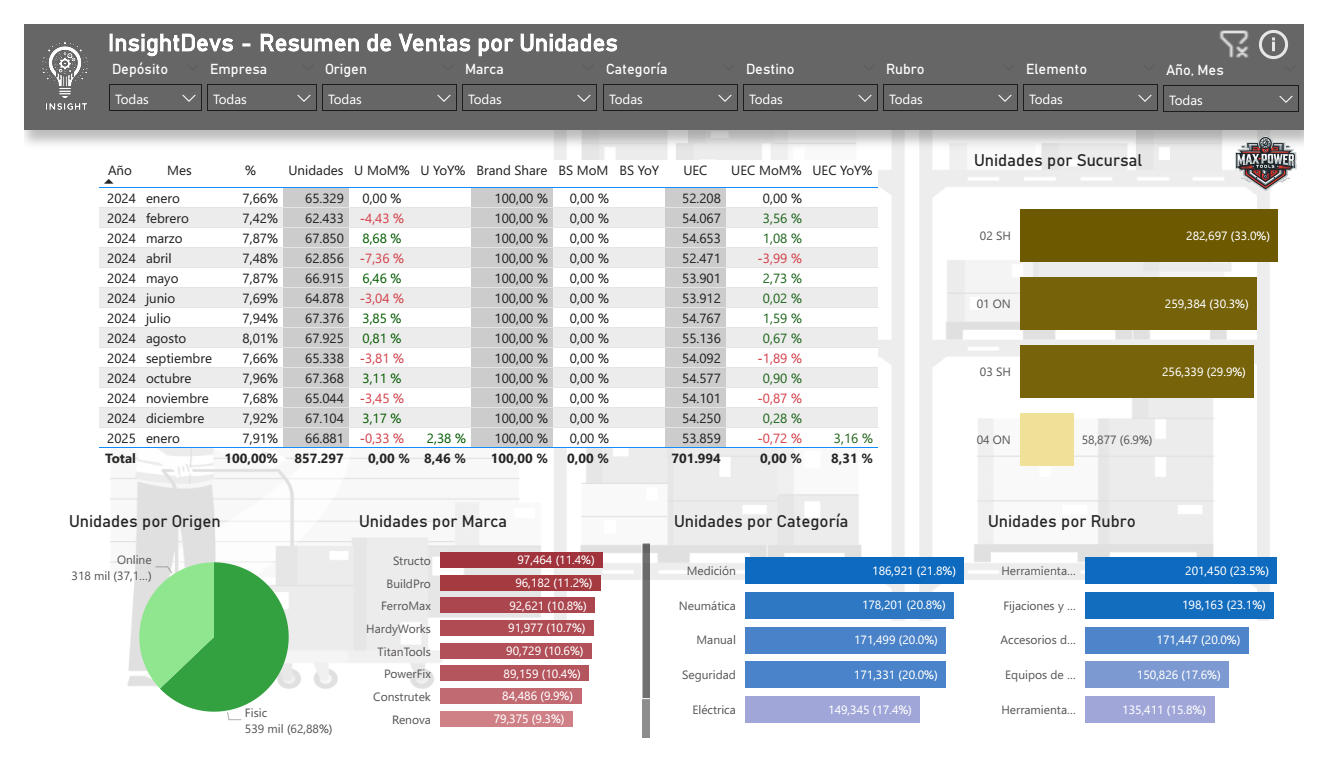 InsightDevs - Resumen de Ventas por Unidades
INSIGHT
Depósito Empresa Origen Marca Categoría Destino Rubro Elemento Año, Mes
Todas Todas Todas Todas Todas Todas Todas Todas Todas
Año Mes % Unidades U MoM% U YoY% Brand Share BS MoM BS YoY UEC UEC MoM% UEC YoY%
2024 enero 7,66% 65.329 0,00 % 100,00 % 0,00 % 52.208 0,00 %
2024 febrero 7,42% 62.433 -4,43 % 100,00 % 0,00 % 54.067 3,56 %
2024 marzo 7,87% 67.850 8,68 % 100,00 % 0,00 % 54.653 1,08 %
2024 abril 7,48% 62.856 -7,36 % 100,00 % 0,00 % 52.471 -3,99 %
2024 mayo 7,87% 66.915 6,46 % 100,00 % 0,00 % 53.901 2,73 %
2024 junio 7,69% 64.878 -3,04 % 100,00 % 0,00 % 53.912 0,02 %
2024 julio 7,94% 67.376 3,85 % 100,00 % 0,00 % 54.767 1,59 %
2024 agosto 8,01% 67.925 0,81 % 100,00 % 0,00 % 55.136 0,67 %
2024 septiembre 7,66% 65.338 -3,81 % 100,00 % 0,00 % 54.092 -1,89 %
2024 octubre 7,96% 67.368 3,11 % 100,00 % 0,00 % 54.577 0,90 %
2024 noviembre 7,68% 65.044 -3,45 % 100,00 % 0,00 % 54.101 -0,87 %
2024 diciembre 7,92% 67.104 3,17 % 100,00 % 0,00 % 54.250 0,28 %
2025 enero 7,91% 66.881 -0,33 % 2,38 % 100,00 % 0,00 % 53.859 -0,72 % 3,16 %
Total 100,00% 857.297 0,00 % 8,46 % 100,00 % 0,00 % 701.994 0,00 % 8,31 %
Unidades por Sucursal
MAX POWER
TOOLS
02 SH 282,697 (33.0%)
01 ON 259,384 (30.3%)
03 SH 256,339 (29.9%)
04 ON 58,877 (6.9%)
Unidades por Origen
Online
318 mil (37,1...)
Fisic
539 mil (62,88%)
Unidades por Marca
Structo 97,464 (11.4%)
BuildPro 96,182 (11.2%)
FerroMax 92,621 (10.8%)
HardyWorks 91,977 (10.7%)
TitanTools 90,729 (10.6%)
PowerFix 89,159 (10.4%)
Construtek 84,486 (9.9%)
Renova 79,375 (9.3%)
Unidades por Categoría
Medición 186,921 (21.8%)
Neumática 178,201 (20.8%)
Manual 171,499 (20.0%)
Seguridad 171,331 (20.0%)
Eléctrica 149,345 (17.4%)
Unidades por Rubro
Herramienta... 201,450 (23.5%)
Fijaciones y ... 198,163 (23.1%)
Accesorios d... 171,447 (20.0%)
Equipos de ... 150,826 (17.6%)
Herramienta... 135,411 (15.8%)